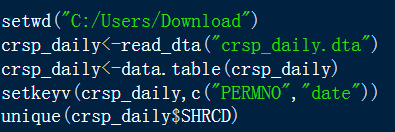 setwd("C:/Users/Download")
crsp_daily<-read_dta("crsp_daily.dta")
crsp_daily<-data.table(crsp_daily)
setkeyv(crsp_daily,c("PERMNO","date"))
unique(crsp_daily$SHRCD)